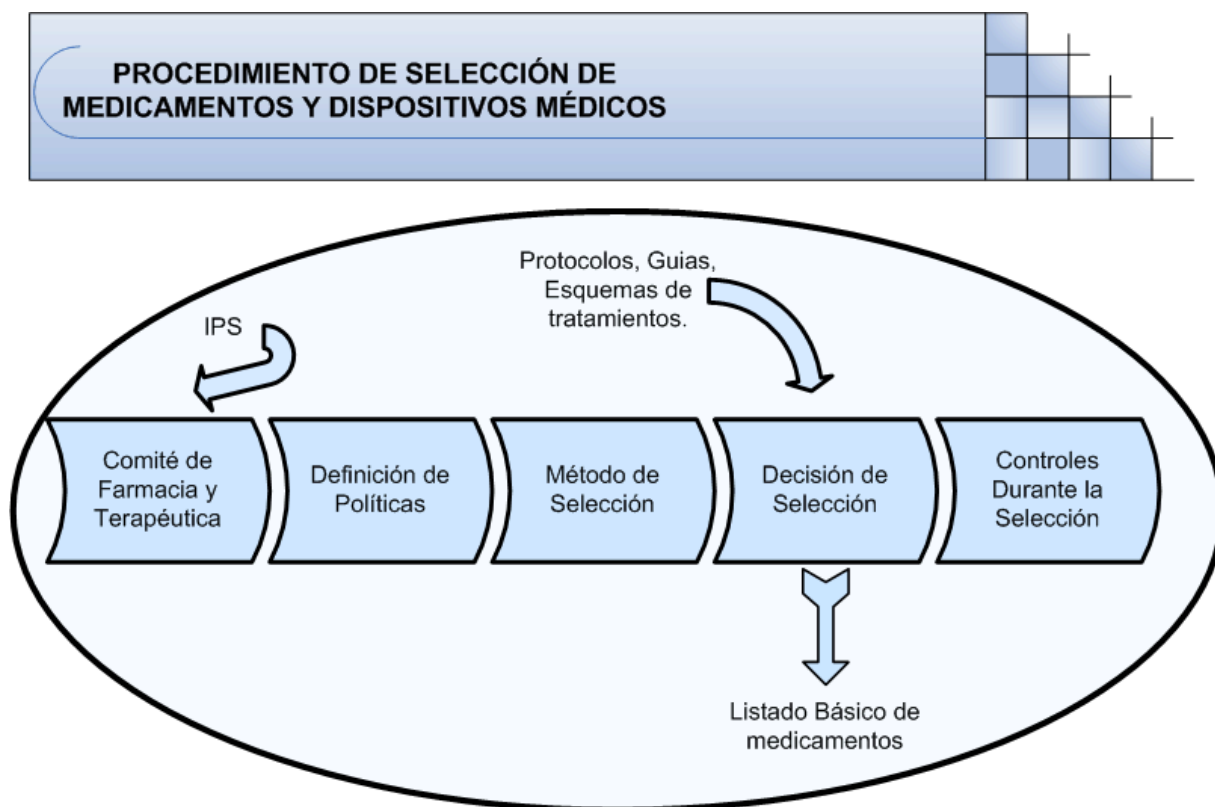 PROCEDIMIENTO DE SELECCIÓN DE
MEDICAMENTOS Y DISPOSITIVOS MÉDICOS
Protocolos, Guias,
Esquemas de
tratamientos.
IPS
Comité de
Farmacia y
Terapéutica
Definición de
Políticas
Método de
Selección
Decisión de
Selección
Controles
Durante la
Selección
Listado Básico de
medicamentos